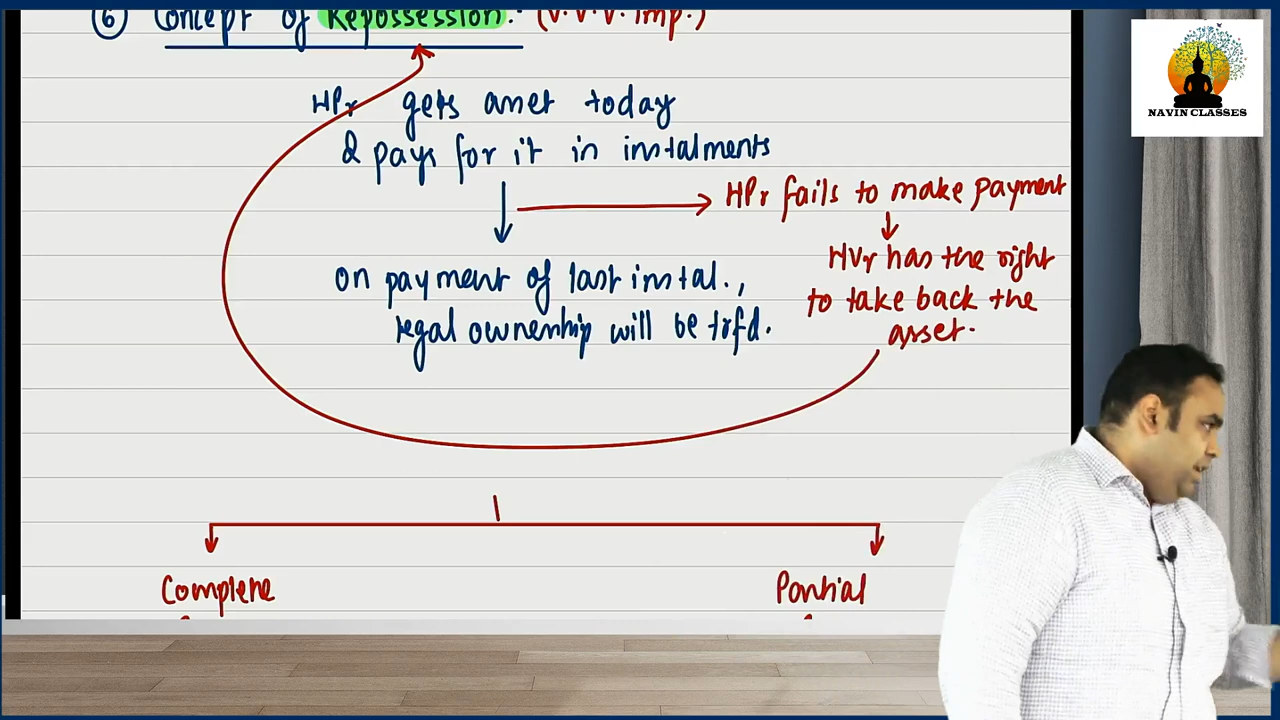 ⑥ Concept of Repossession:- (V.V.V. Imp.)
HPr gets asset today
& pays for it in instalments
HPr fails to make payment
HVr has the right
to take back the
asset.
on payment of last instal.,
legal ownership will be trfd.
Complete
Partial
NAVIN CLASSES